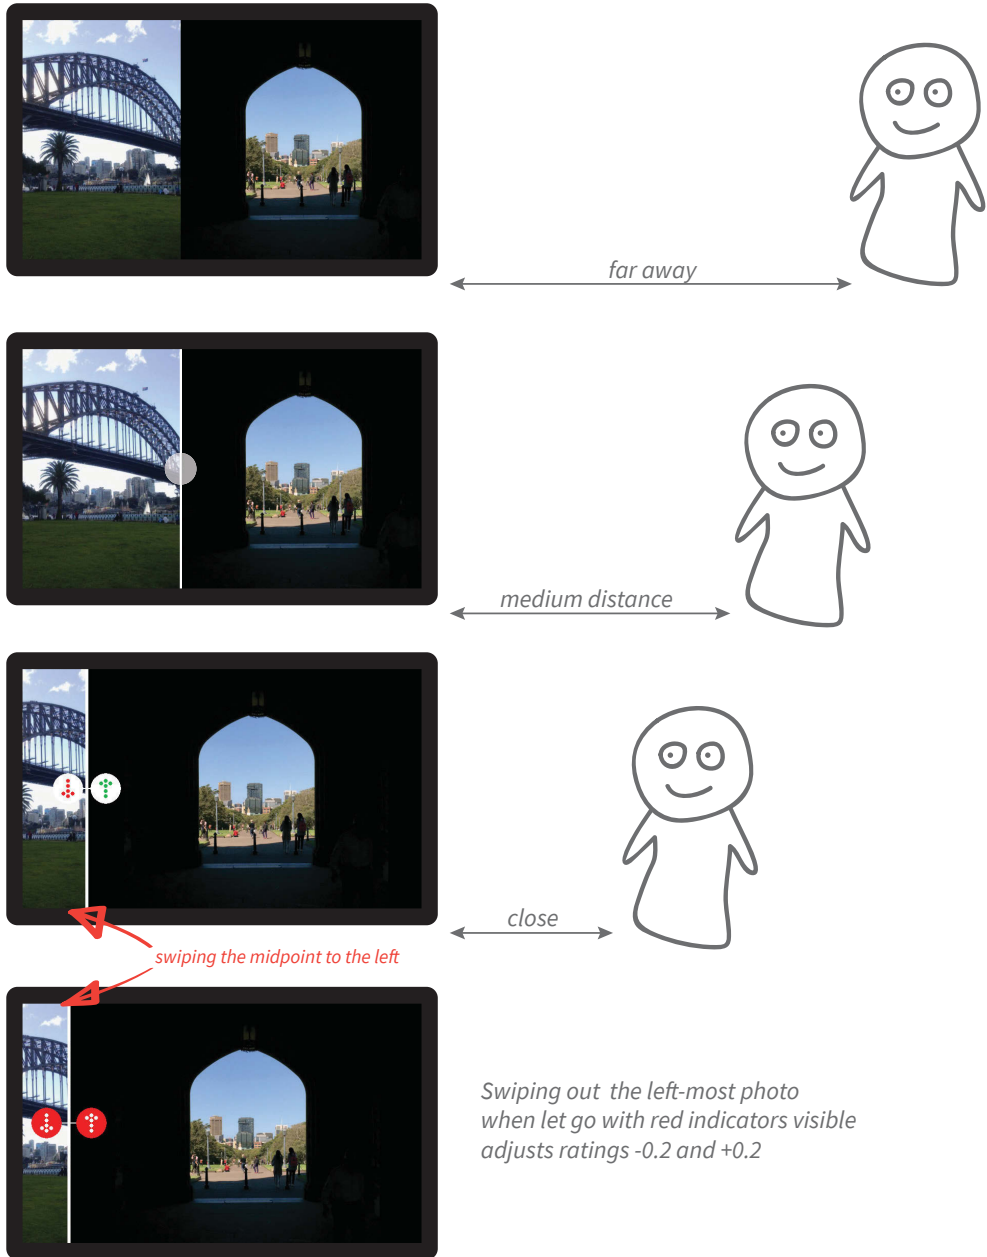 far away
medium distance
close
swiping the midpoint to the left
Swiping out the left-most photo
when let go with red indicators visible
adjusts ratings -0.2 and +0.2